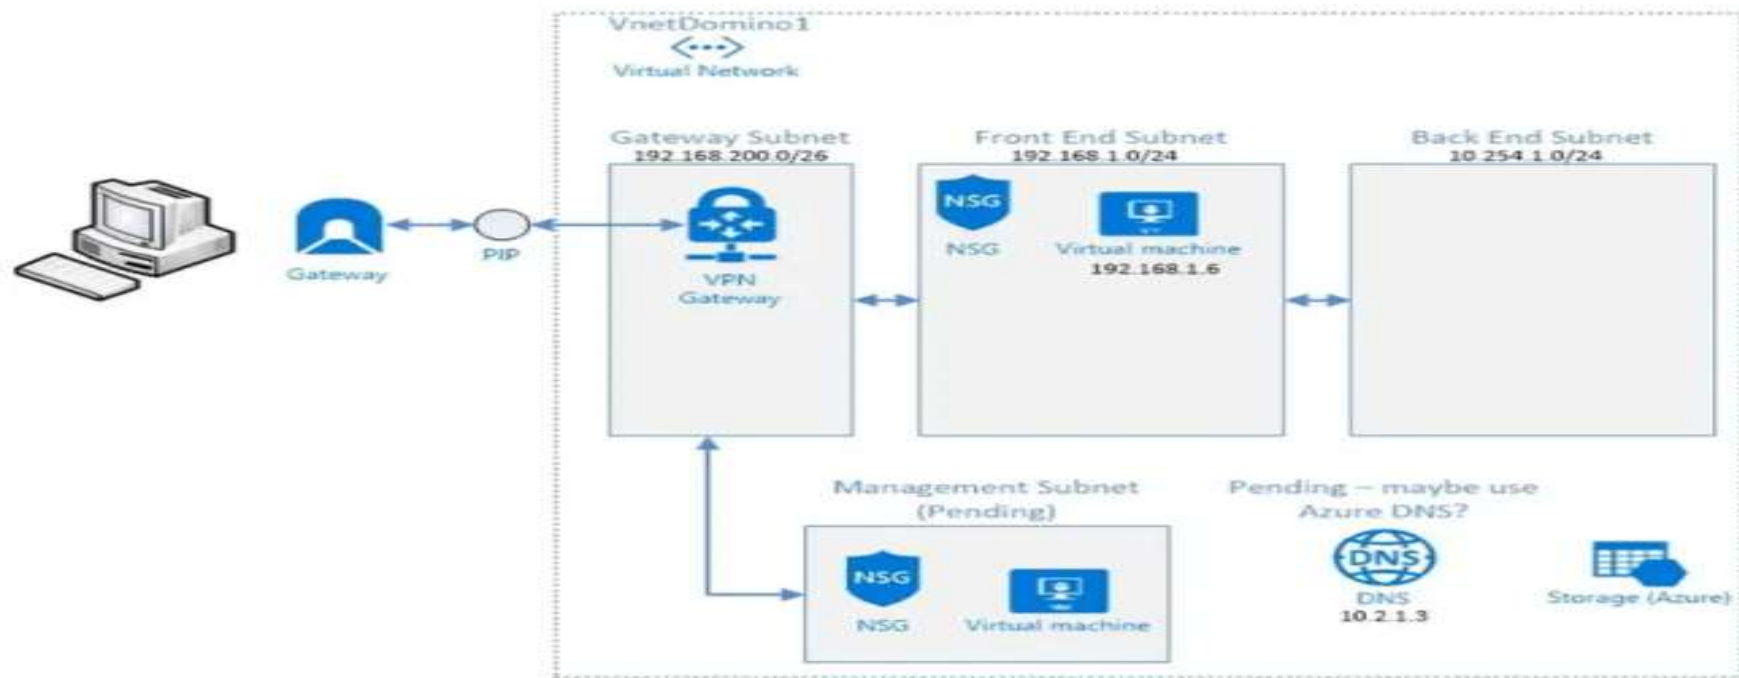 VnetDomino1
Virtual Network
Gateway Subnet
192.168.200.0/26
Front End Subnet
192.168.1.0/24
Back End Subnet
10.254.1.0/24
NSG
NSG
Virtual machine
192.168.1.6
Gateway
PIP
VPN
Gateway
Management Subnet
(Pending)
Pending – maybe use
Azure DNS?
NSG
NSG
Virtual machine
DNS
DNS
10.2.1.3
Storage (Azure)